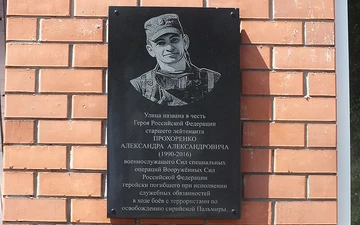 Улица названа в честь
Героя Российской Федерации
старшего лейтенанта
ПРОХОРЕНКО
АЛЕКСАНДРА АЛЕКСАНДРОВИЧА
(1990-2016)
военнослужащего Сил специальных
операций Вооружённых Сил
Российской Федерации
геройски погибшего при исполнении
служебных обязанностей
в ходе боёв с террористами по
освобождению сирийской Пальмиры.